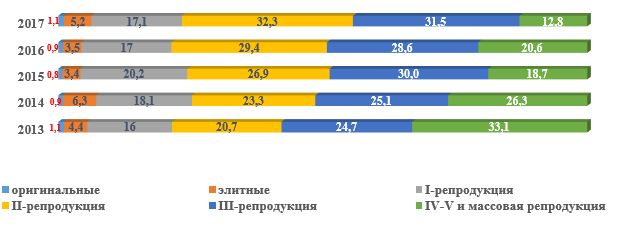 2017 1,1 5,2 17,1 32,3 31,5 12,8
2016 0,9 3,5 17 29,4 28,6 20,6
2015 0,8 3,4 20,2 26,9 30,0 18,7
2014 0,9 6,3 18,1 23,3 25,1 26,3
2013 1,1 4,4 16 20,7 24,7 33,1
оригинальные элитные I-репродукция
II-репродукция III-репродукция IV-V и массовая репродукция